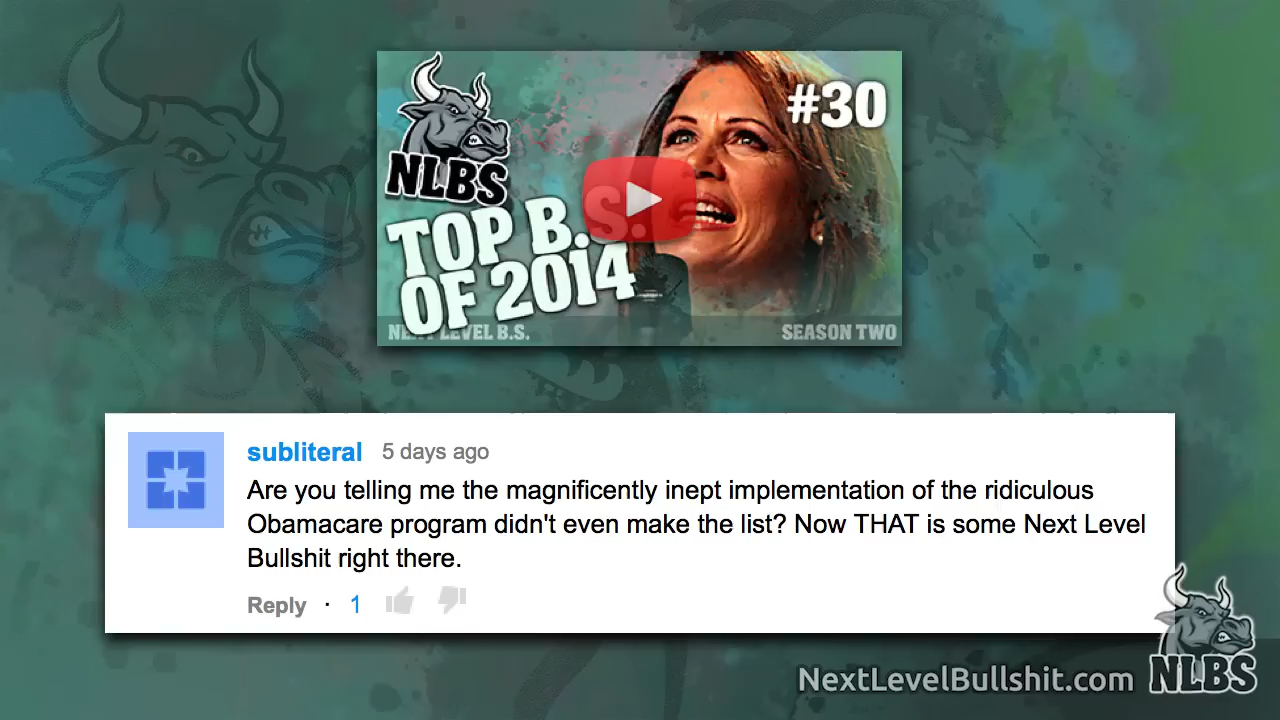 NLBS
#30
TOP B.S.
OF 2014
NEXT LEVEL B.S.
SEASON TWO
subliteral 5 days ago
Are you telling me the magnificently inept implementation of the ridiculous
Obamacare program didn't even make the list? Now THAT is some Next Level
Bullshit right there.
Reply · 1
NextLevelBullshit.com
NLBS